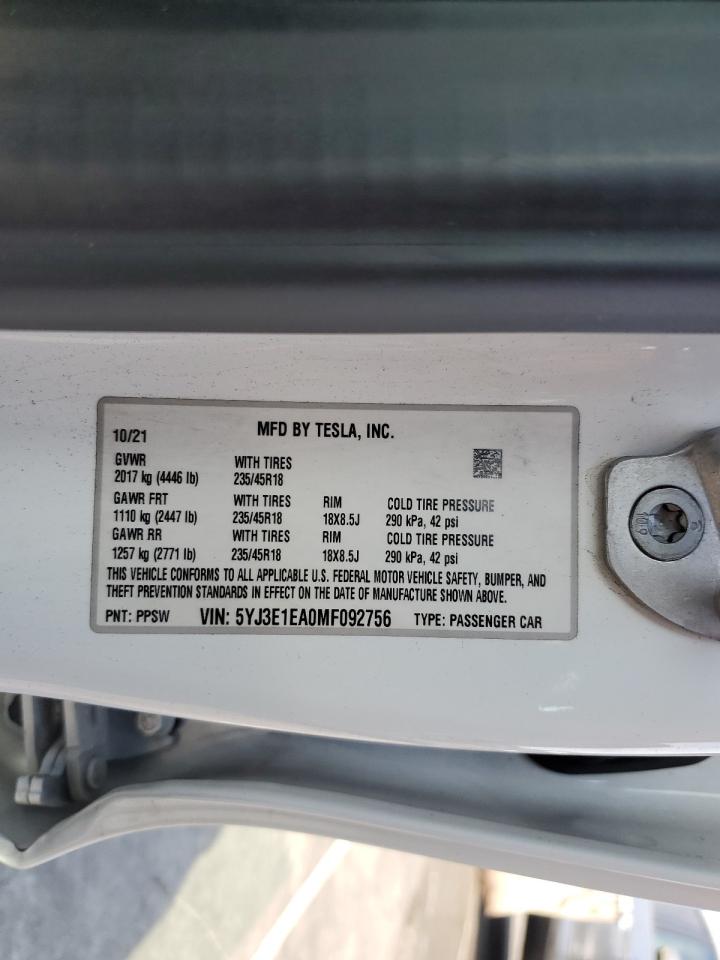 10/21 MFD BY TESLA, INC.
GVWR WITH TIRES
2017 kg (4446 lb) 235/45R18
GAWR FRT WITH TIRES RIM COLD TIRE PRESSURE
1110 kg (2447 lb) 235/45R18 18X8.5J 290 kPa, 42 psi
GAWR RR WITH TIRES RIM COLD TIRE PRESSURE
1257 kg (2771 lb) 235/45R18 18X8.5J 290 kPa, 42 psi
THIS VEHICLE CONFORMS TO ALL APPLICABLE U.S. FEDERAL MOTOR VEHICLE SAFETY, BUMPER, AND
THEFT PREVENTION STANDARDS IN EFFECT ON THE DATE OF MANUFACTURE SHOWN ABOVE.
PNT: PPSW VIN: 5YJ3E1EA0MF092756 TYPE: PASSENGER CAR